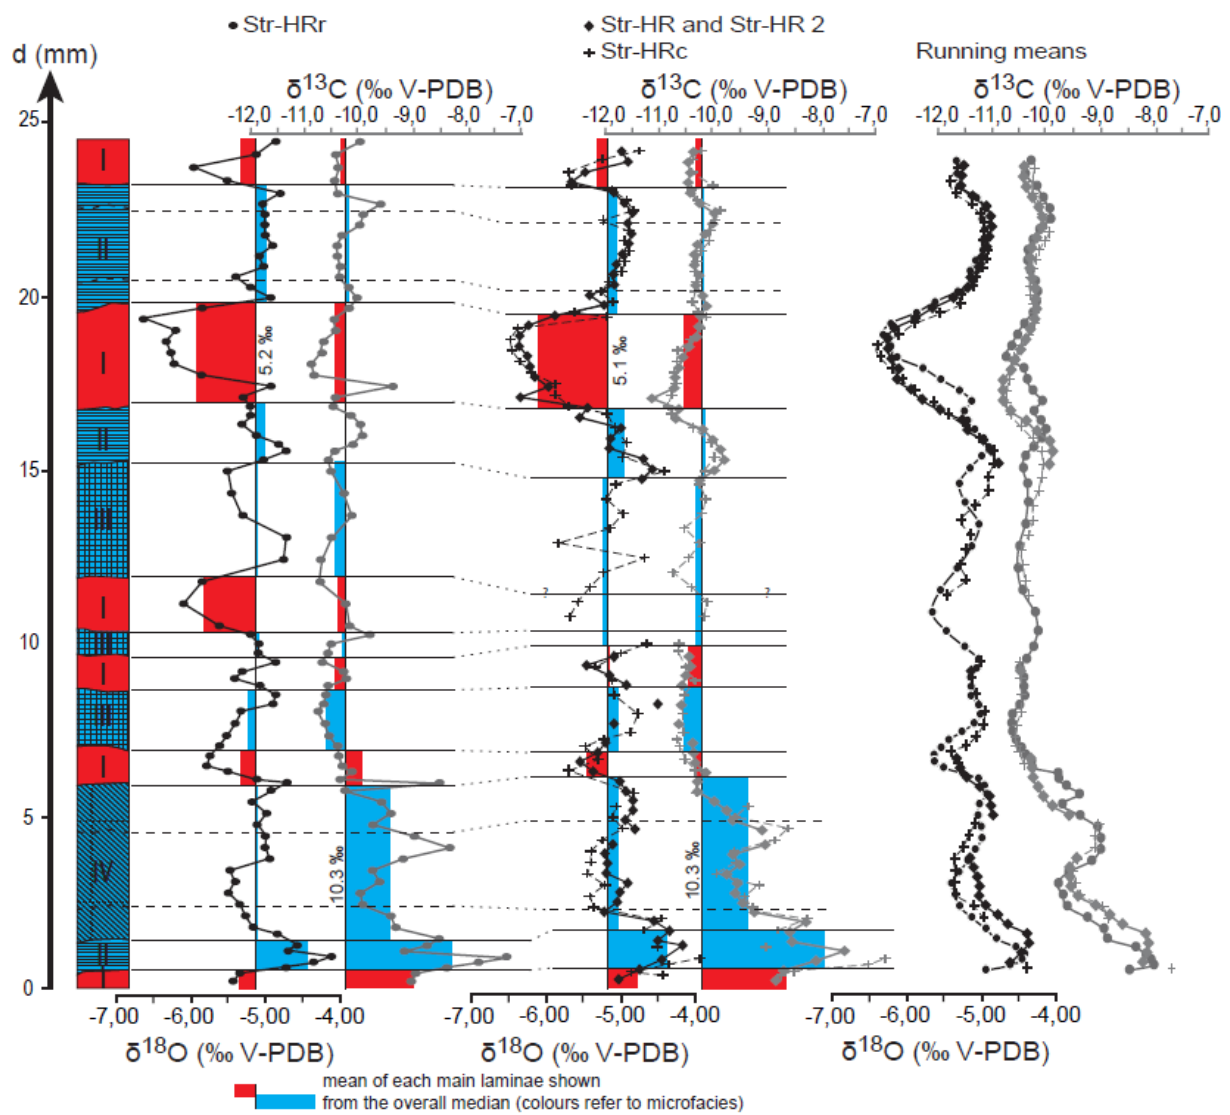 Str-HRr
Str-HR and Str-HR 2
Str-HRc
Running means
d (mm)
δ13C (‰ V-PDB)
δ13C (‰ V-PDB)
δ13C (‰ V-PDB)
-12,0 -11,0 -10,0 -9,0 -8,0 -7,0
-12,0 -11,0 -10,0 -9,0 -8,0 -7,0
-12,0 -11,0 -10,0 -9,0 -8,0 -7,0
25
20
15
10
5
0
I
II
I
II
III
I
III
I
III
I
IV
II
I
5.2 ‰
10.3 ‰
5.1 ‰
10.3 ‰
? ?
-7,00 -6,00 -5,00 -4,00
-7,00 -6,00 -5,00 -4,00
-7,00 -6,00 -5,00 -4,00
δ18O (‰ V-PDB)
δ18O (‰ V-PDB)
δ18O (‰ V-PDB)
mean of each main laminae shown
from the overall median (colours refer to microfacies)